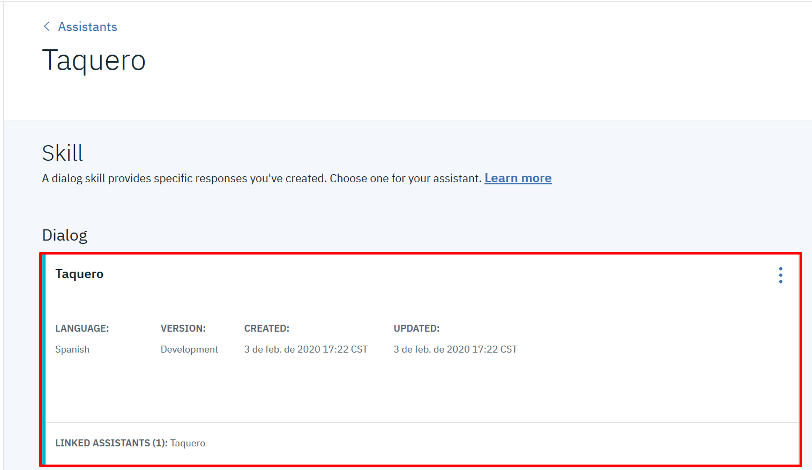 Assistants
Taquero
Skill
A dialog skill provides specific responses you've created. Choose one for your assistant. Learn more
Dialog
Taquero
LANGUAGE: VERSION: CREATED: UPDATED:
Spanish Development 3 de feb. de 2020 17:22 CST 3 de feb. de 2020 17:22 CST
LINKED ASSISTANTS (1): Taquero